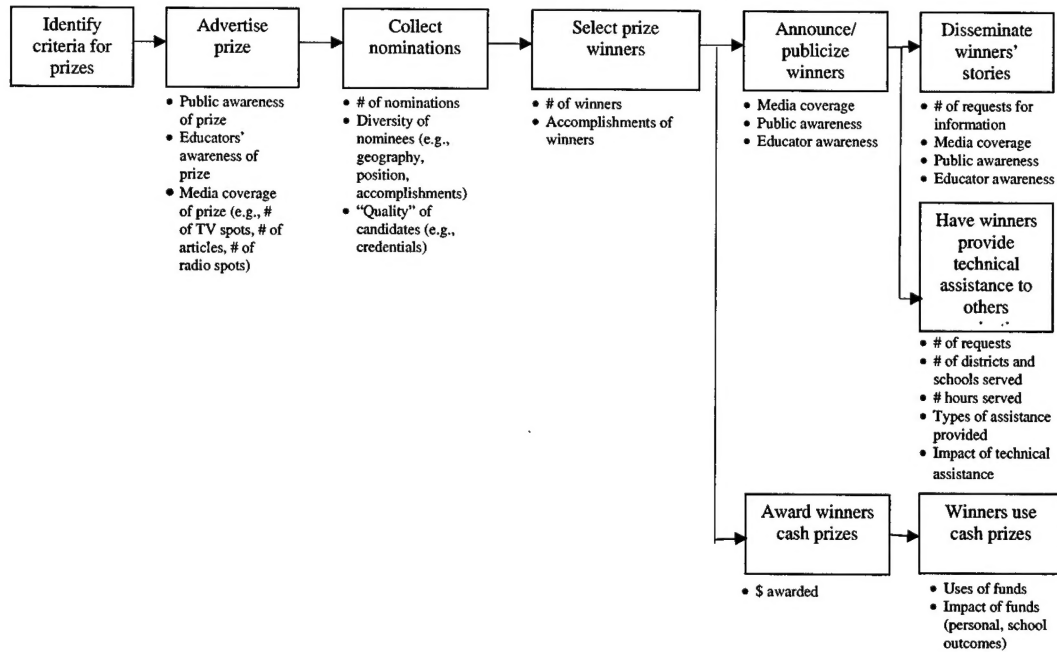 Identify
criteria for
prizes
Advertise
prize
• Public awareness
of prize
• Educators'
awareness of
prize
• Media coverage
of prize (e.g., #
of TV spots, # of
articles, # of
radio spots)
Collect
nominations
• # of nominations
• Diversity of
nominees (e.g.,
geography,
position,
accomplishments)
• “Quality” of
candidates (e.g.,
credentials)
Select prize
winners
• # of winners
• Accomplishments of
winners
Announce/
publicize
winners
• Media coverage
• Public awareness
• Educator awareness
Disseminate
winners'
stories
• # of requests for
information
• Media coverage
• Public awareness
• Educator awareness
Have winners
provide
technical
assistance to
others
• # of requests
• # of districts and
schools served
• # hours served
• Types of assistance
provided
• Impact of technical
assistance
Award winners
cash prizes
• $ awarded
Winners use
cash prizes
• Uses of funds
• Impact of funds
(personal, school
outcomes)